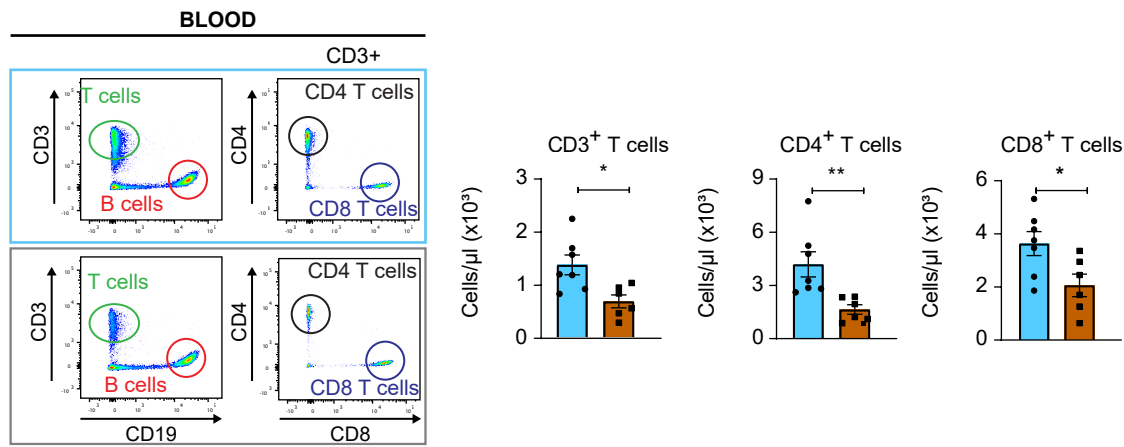 BLOOD
CD3+
T cells
CD3
B cells
CD4 T cells
CD4
CD8 T cells
T cells
CD3
B cells
CD19
CD4 T cells
CD4
CD8 T cells
CD8
CD3⁺ T cells
*
Cells/µl (x10³)
3
2
1
0
CD4⁺ T cells
**
Cells/µl (x10³)
9
6
3
0
CD8⁺ T cells
*
Cells/µl (x10³)
6
4
2
0